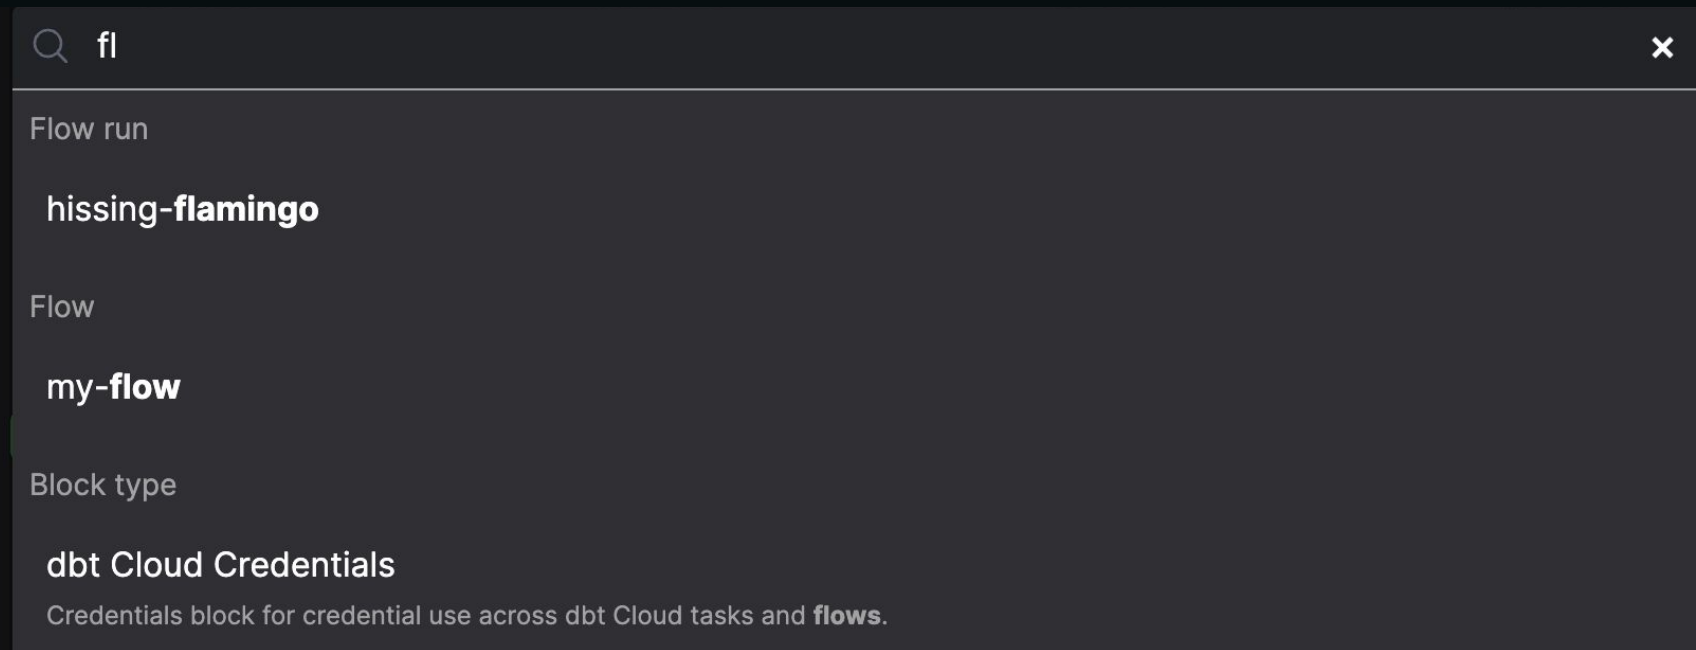 fl
Flow run
hissing-flamingo
Flow
my-flow
Block type
dbt Cloud Credentials
Credentials block for credential use across dbt Cloud tasks and flows.